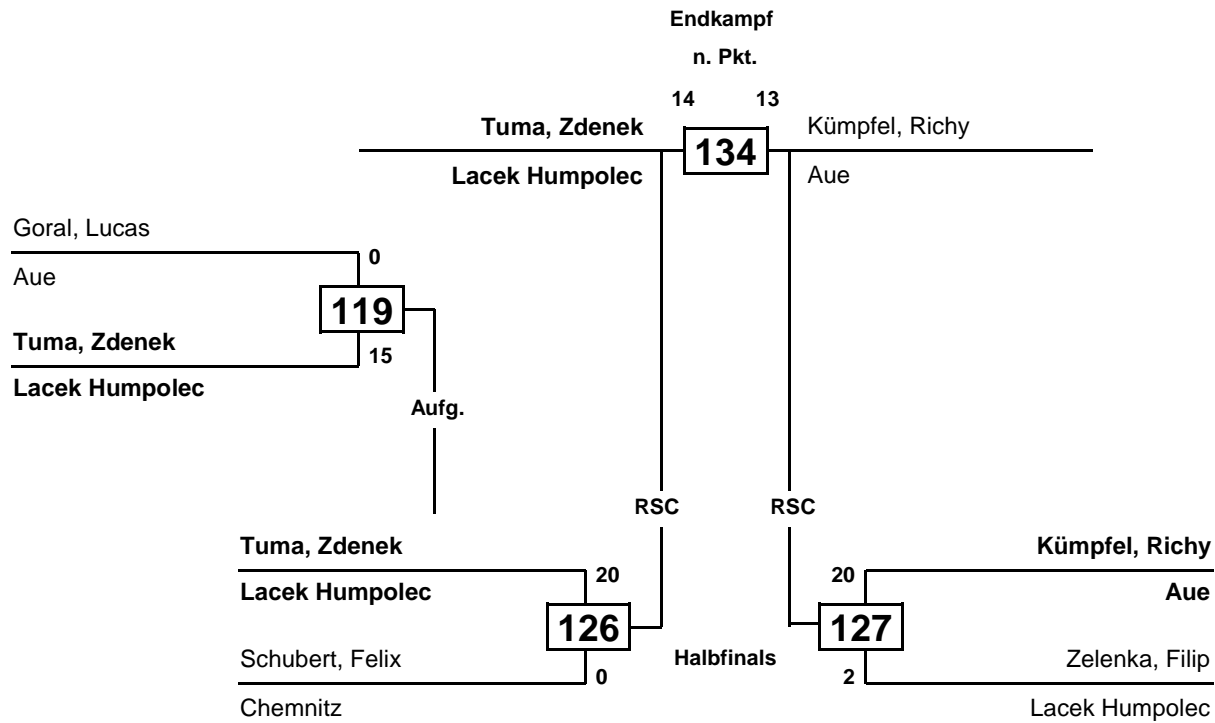 Endkampf
n. Pkt.
14 13
Tuma, Zdenek 134 Kümpfel, Richy
Lacek Humpolec Aue
Goral, Lucas
0
Aue
119
Tuma, Zdenek
15
Lacek Humpolec
Aufg.
RSC RSC
Tuma, Zdenek Kümpfel, Richy
20 20
Lacek Humpolec Aue
126 127
Schubert, Felix Halbfinals Zelenka, Filip
0 2
Chemnitz Lacek Humpolec